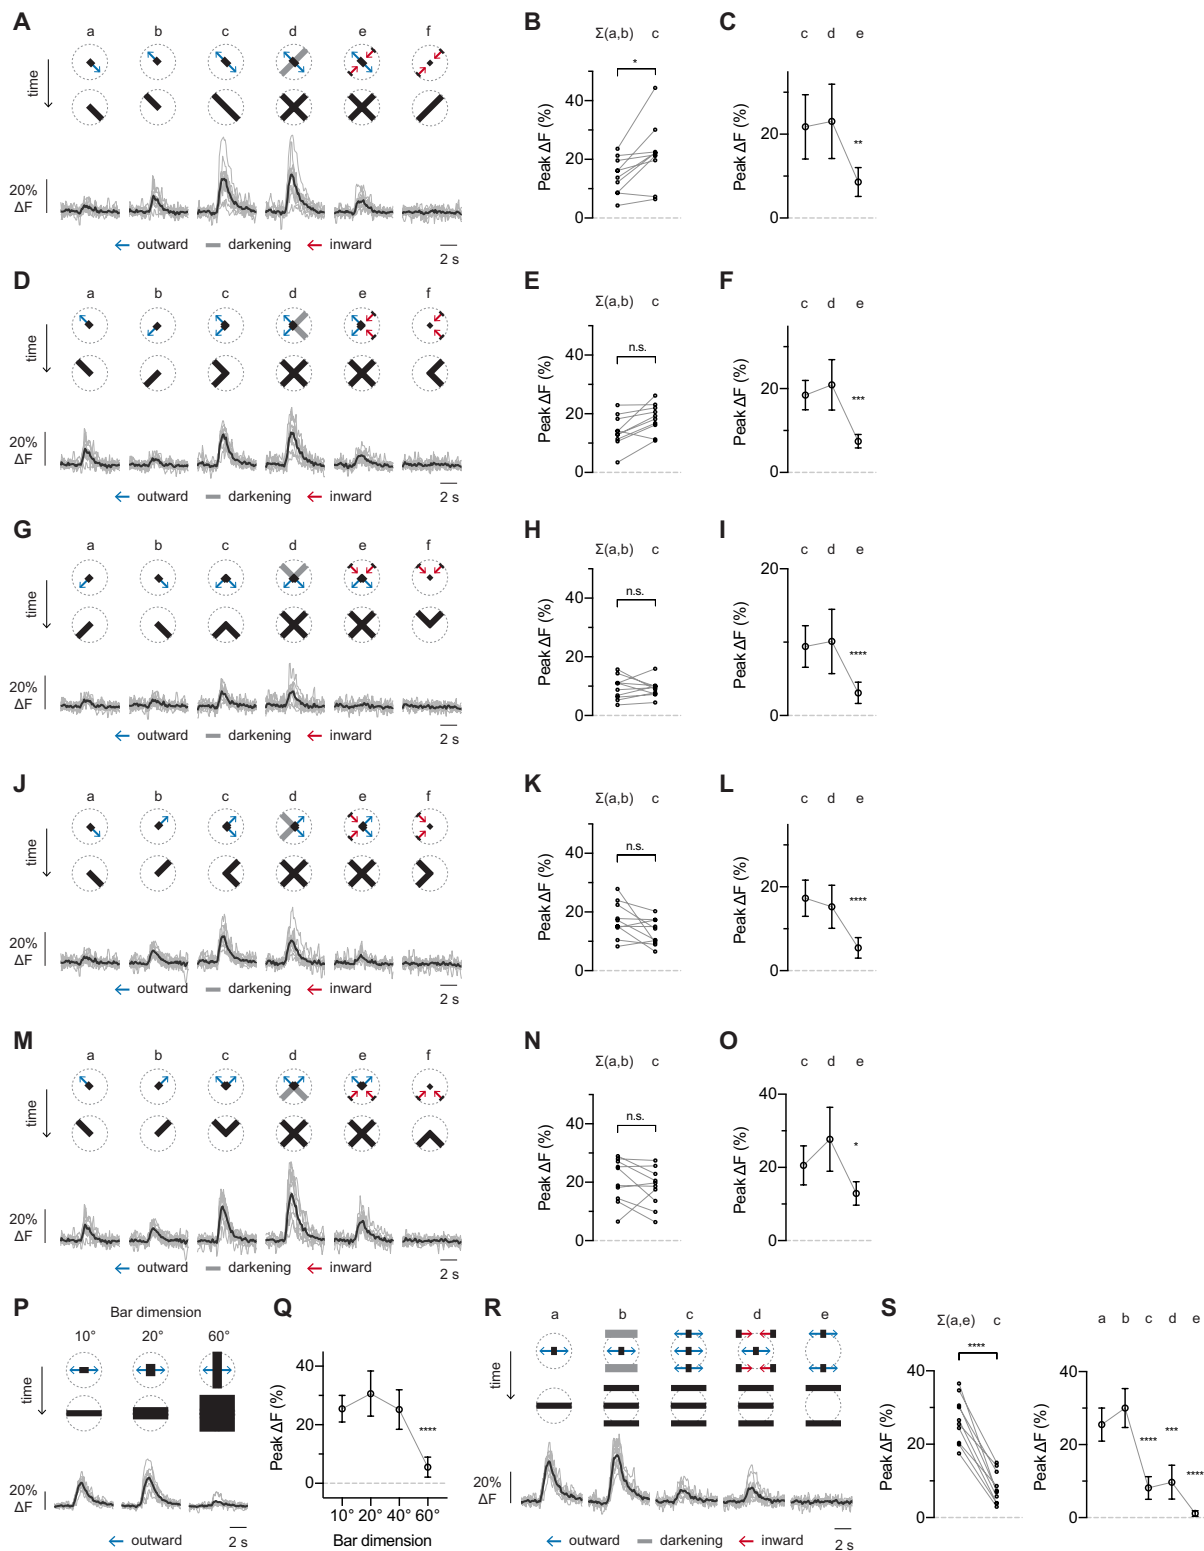 A
a b c d e f
time
20%
ΔF
outward darkening inward
2 s
B
Σ(a,b) c
*
Peak ΔF (%)
40
20
0
C
c d e
Peak ΔF (%)
20
0
**
D
a b c d e f
time
20%
ΔF
outward darkening inward
2 s
E
Σ(a,b) c
n.s.
Peak ΔF (%)
40
20
0
F
c d e
Peak ΔF (%)
20
0
***
G
a b c d e f
time
20%
ΔF
outward darkening inward
2 s
H
Σ(a,b) c
n.s.
Peak ΔF (%)
40
20
0
I
c d e
Peak ΔF (%)
20
10
0
****
J
a b c d e f
time
20%
ΔF
outward darkening inward
2 s
K
Σ(a,b) c
n.s.
Peak ΔF (%)
40
20
0
L
c d e
Peak ΔF (%)
20
0
****
M
a b c d e f
time
20%
ΔF
outward darkening inward
2 s
N
Σ(a,b) c
n.s.
Peak ΔF (%)
40
20
0
O
c d e
Peak ΔF (%)
40
20
0
*
P
Bar dimension
10° 20° 60°
time
20%
ΔF
outward
2 s
Q
Peak ΔF (%)
40
20
0
****
10° 20° 40° 60°
Bar dimension
R
a b c d e
time
20%
ΔF
outward darkening inward
2 s
S
Σ(a,e) c
****
Peak ΔF (%)
40
30
20
10
0
a b c d e
Peak ΔF (%)
40
20
0
****
***
****